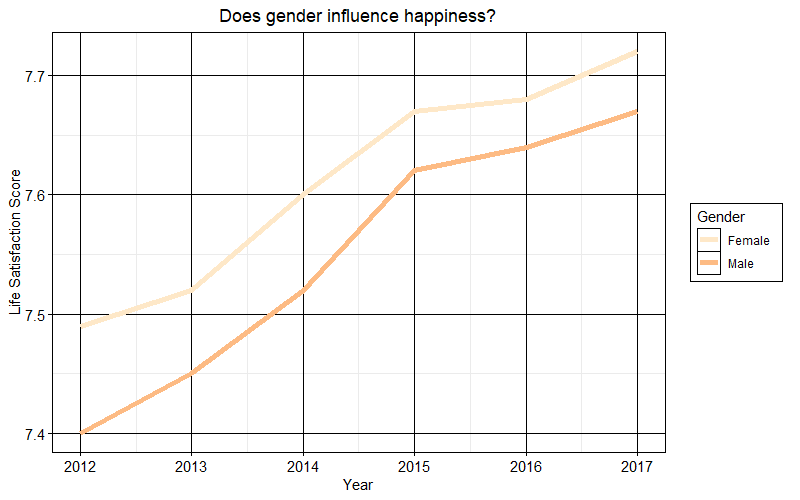 Does gender influence happiness?
7.7
7.6
7.5
7.4
Life Satisfaction Score
2012 2013 2014 2015 2016 2017
Year
Gender
Female
Male